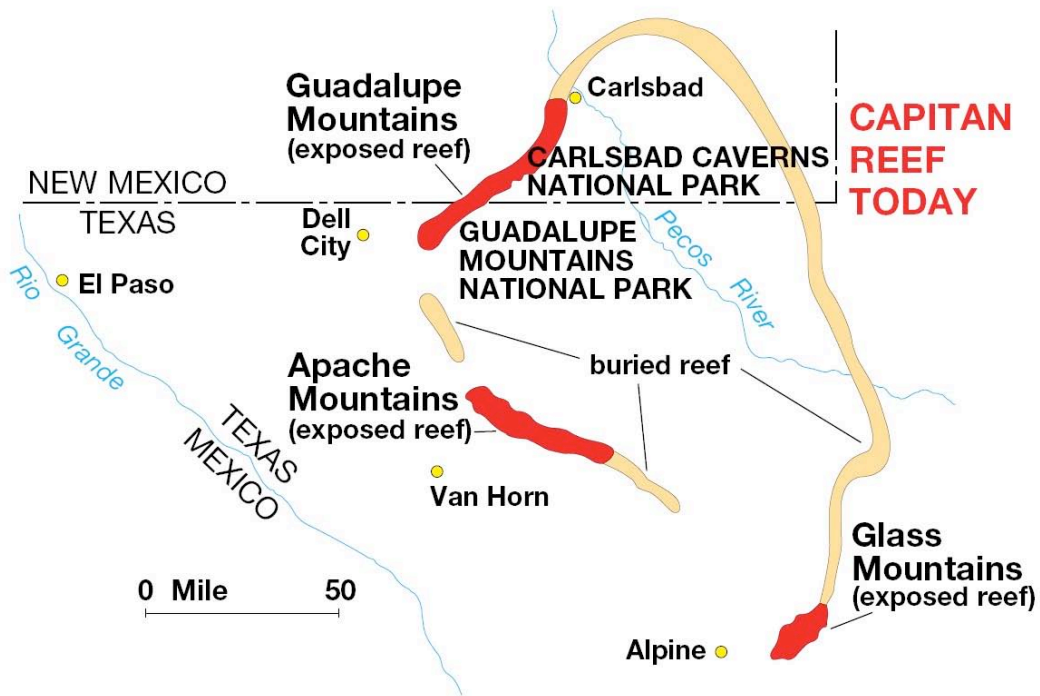 Guadalupe
Mountains
(exposed reef)
Carlsbad
CAPITAN
REEF
TODAY
CARLSBAD CAVERNS
NATIONAL PARK
NEW MEXICO
TEXAS
Dell
City
GUADALUPE
MOUNTAINS
NATIONAL PARK
Pecos
River
El Paso
Rio
Grande
buried reef
Apache
Mountains
(exposed reef)
TEXAS
MEXICO
Van Horn
Glass
Mountains
(exposed reef)
0 Mile 50
Alpine